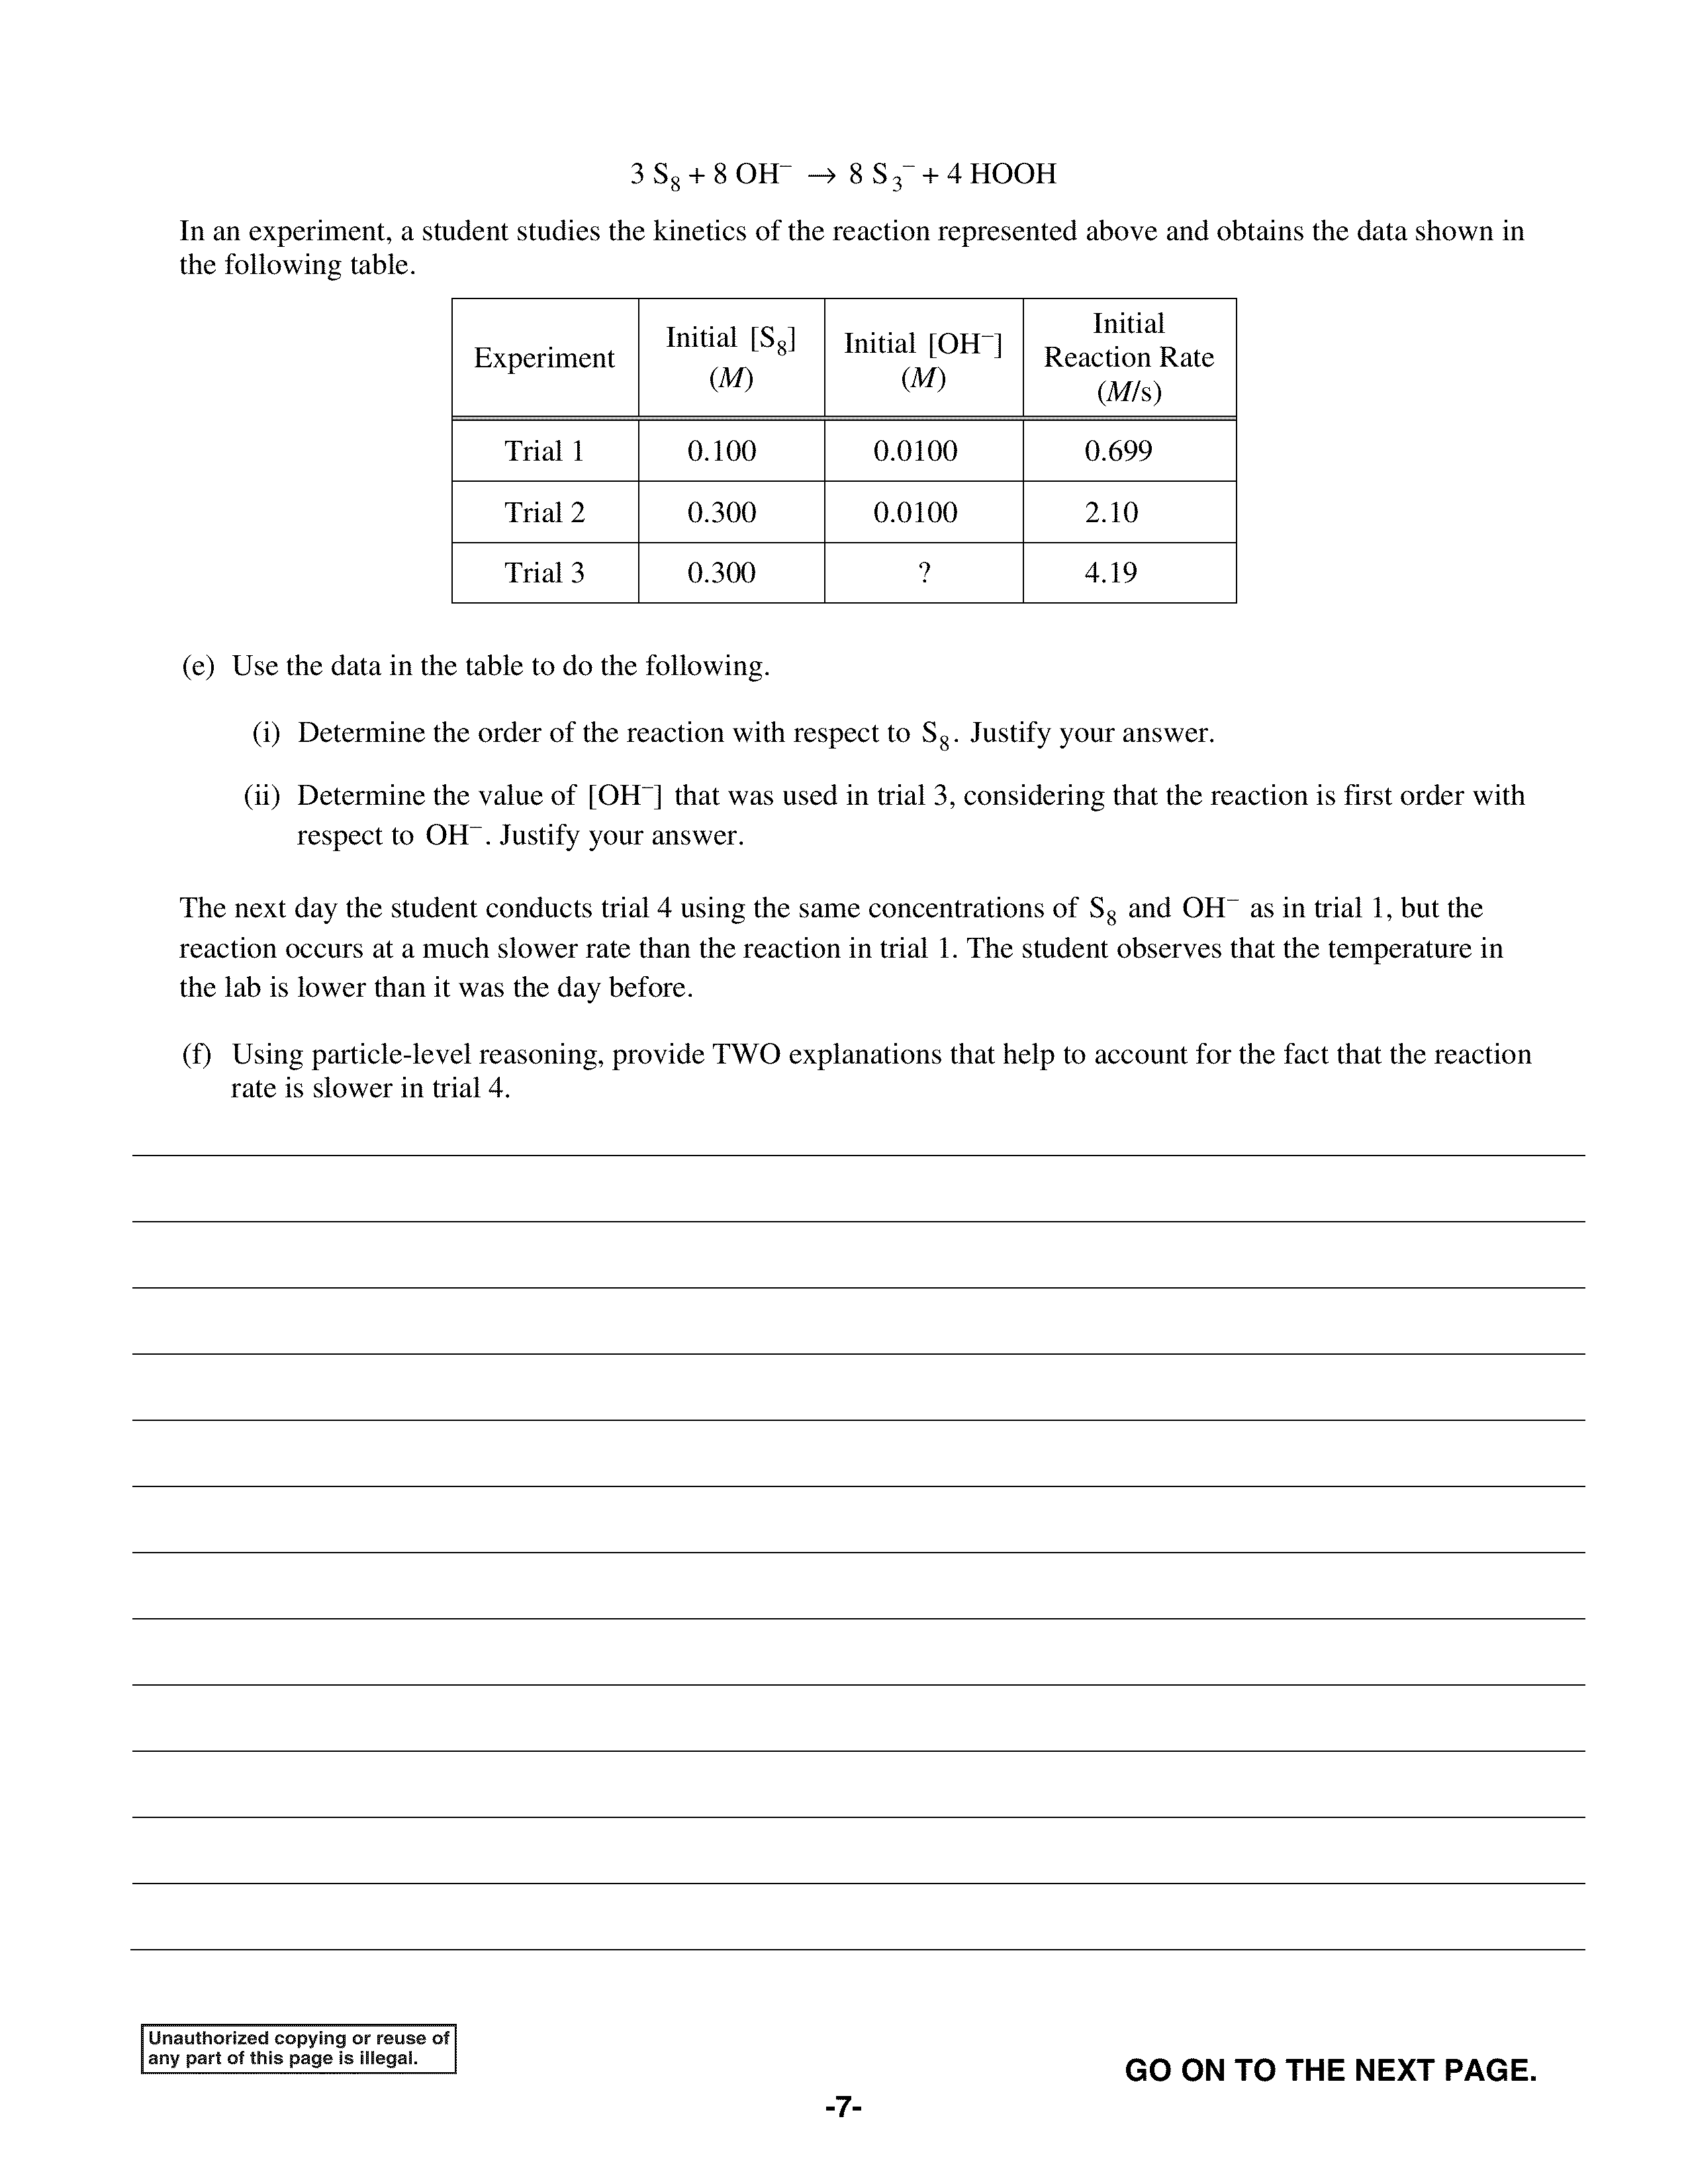 3 S₈ + 8 OH⁻ → 8 S₃⁻ + 4 HOOH
In an experiment, a student studies the kinetics of the reaction represented above and obtains the data shown in
the following table.
Experiment | Initial [S₈] (M) | Initial [OH⁻] (M) | Initial Reaction Rate (M/s)
Trial 1 | 0.100 | 0.0100 | 0.699
Trial 2 | 0.300 | 0.0100 | 2.10
Trial 3 | 0.300 | ? | 4.19
(e) Use the data in the table to do the following.
(i) Determine the order of the reaction with respect to S₈. Justify your answer.
(ii) Determine the value of [OH⁻] that was used in trial 3, considering that the reaction is first order with
respect to OH⁻. Justify your answer.
The next day the student conducts trial 4 using the same concentrations of S₈ and OH⁻ as in trial 1, but the
reaction occurs at a much slower rate than the reaction in trial 1. The student observes that the temperature in
the lab is lower than it was the day before.
(f) Using particle-level reasoning, provide TWO explanations that help to account for the fact that the reaction
rate is slower in trial 4.
Unauthorized copying or reuse of
any part of this page is illegal.
GO ON TO THE NEXT PAGE.
-7-